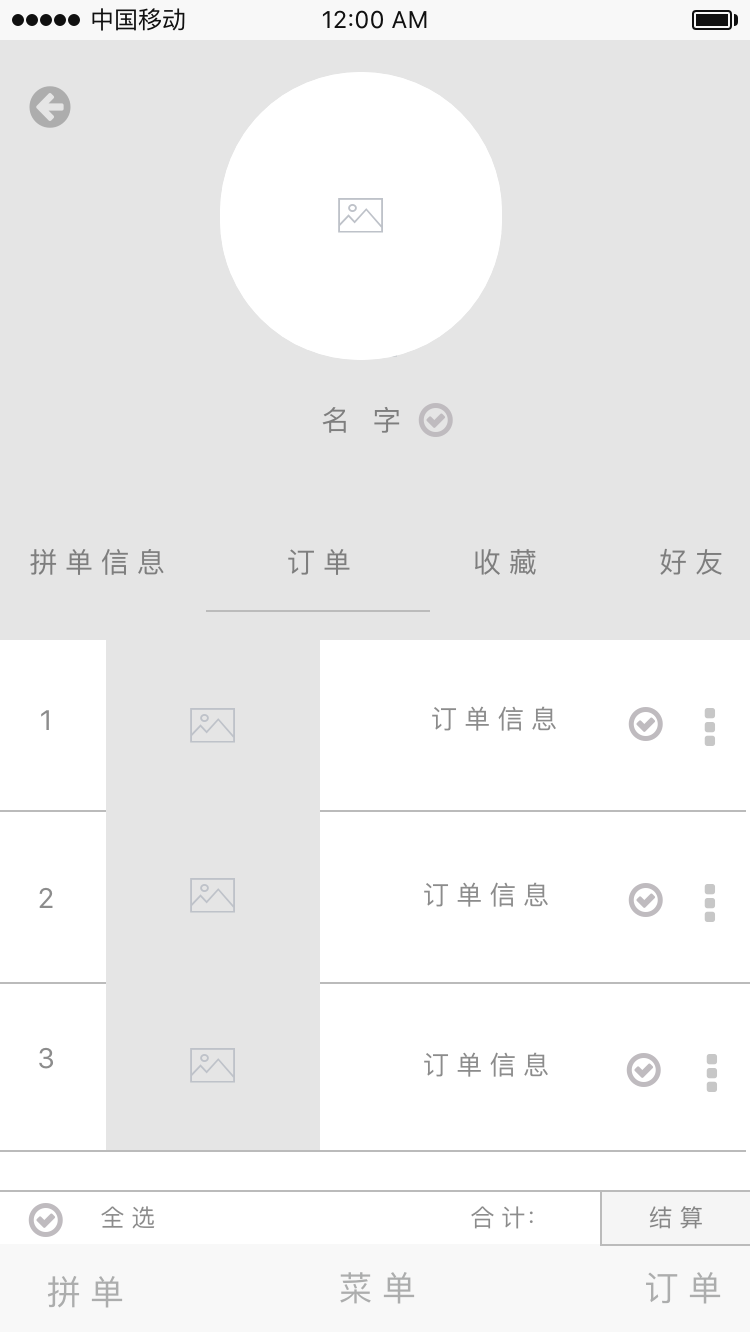 中国移动 12:00 AM
名 字
拼单信息 订单 收藏 好友
1 订单信息
2 订单信息
3 订单信息
全选 合计: 结算
拼单 菜单 订单